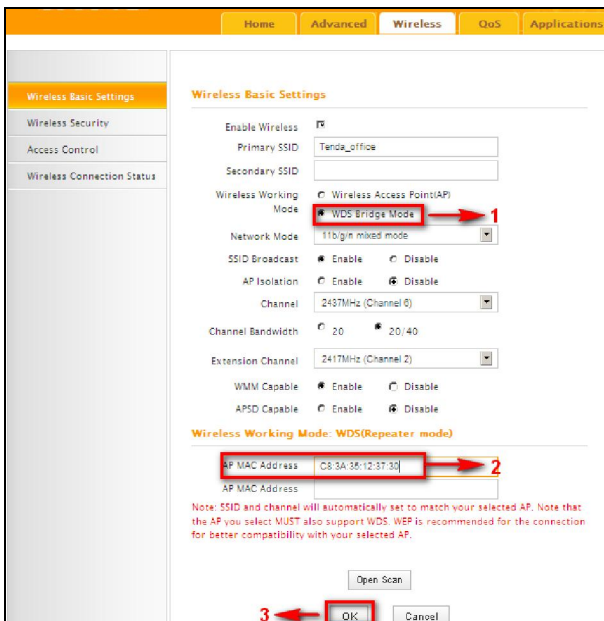 Home Advanced Wireless QoS Applications
Wireless Basic Settings
Wireless Security
Access Control
Wireless Connection Status
Wireless Basic Settings
Enable Wireless
Primary SSID Tenda_office
Secondary SSID
Wireless Working Mode Wireless Access Point(AP)
WDS Bridge Mode 1
Network Mode 11b/g/n mixed mode
SSID Broadcast Enable Disable
AP Isolation Enable Disable
Channel 2437MHz (Channel 6)
Channel Bandwidth 20 20/40
Extension Channel 2417MHz (Channel 2)
WMM Capable Enable Disable
APSD Capable Enable Disable
Wireless Working Mode: WDS(Repeater mode)
AP MAC Address C8:3A:35:12:37:30 2
AP MAC Address
Note: SSID and channel will automatically set to match your selected AP. Note that
the AP you select MUST also support WDS. WEP is recommended for the connection
for better compatibility with your selected AP.
Open Scan
3 OK Cancel